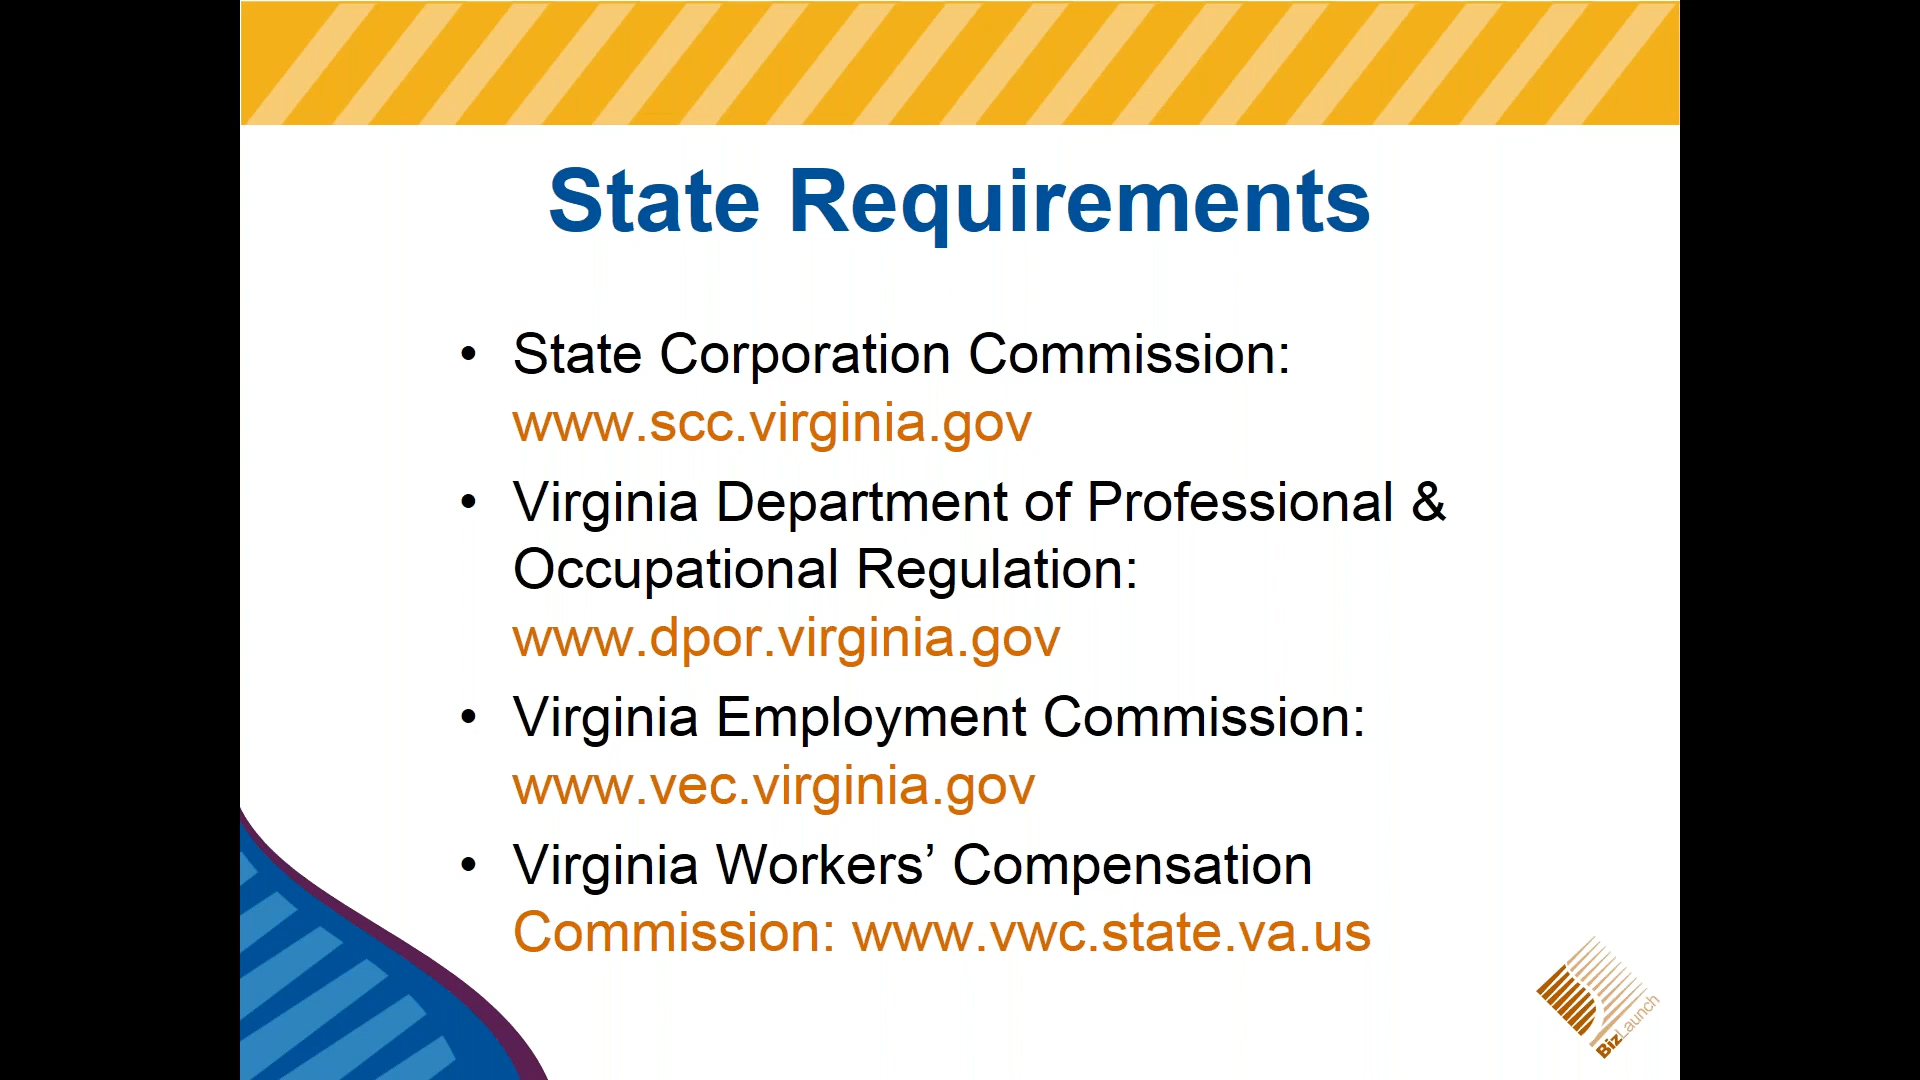 State Requirements
• State Corporation Commission:
www.scc.virginia.gov
• Virginia Department of Professional &
Occupational Regulation:
www.dpor.virginia.gov
• Virginia Employment Commission:
www.vec.virginia.gov
• Virginia Workers’ Compensation
Commission: www.vwc.state.va.us
BizLaunch